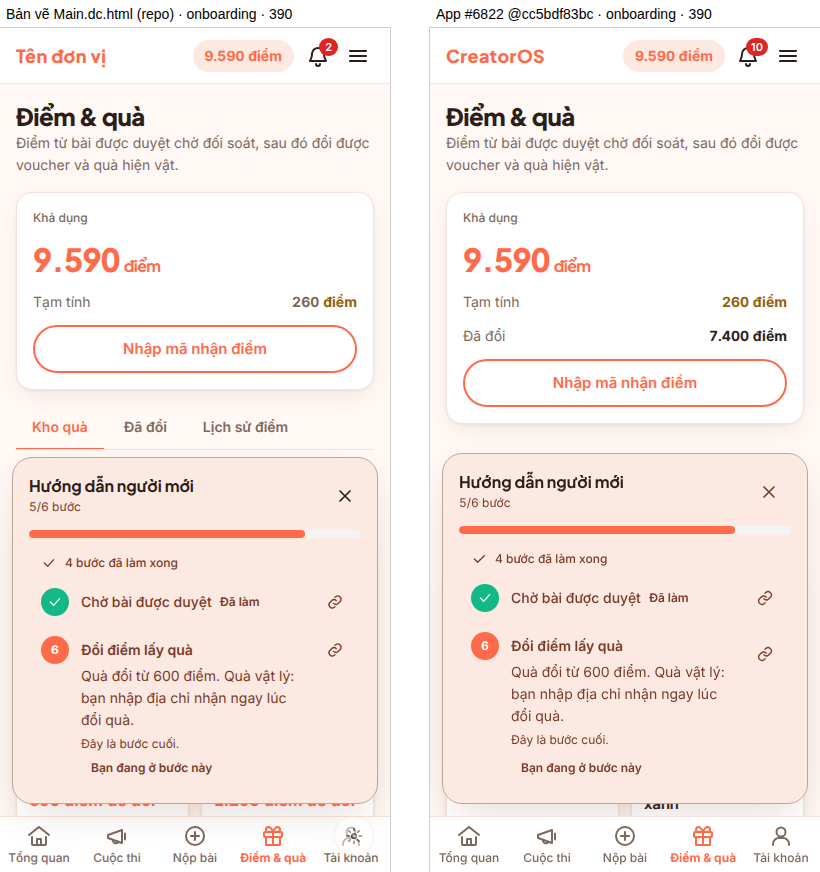 Bản vẽ Main.dc.html (repo) · onboarding · 390
Tên đơn vị
9.590 điểm
2
Điểm & quà
Điểm từ bài được duyệt chờ đối soát, sau đó đổi được
voucher và quà hiện vật.
Khả dụng
9.590 điểm
Tạm tính
260 điểm
Nhập mã nhận điểm
Kho quà
Đã đổi
Lịch sử điểm
Hướng dẫn người mới
5/6 bước
4 bước đã làm xong
Chờ bài được duyệt Đã làm
6
Đổi điểm lấy quà
Quà đổi từ 600 điểm. Quà vật lý:
bạn nhập địa chỉ nhận ngay lúc
đổi quà.
Đây là bước cuối.
Bạn đang ở bước này
Tổng quan
Cuộc thi
Nộp bài
Điểm & quà
Tài khoản
App #6822 @cc5bdf83bc · onboarding · 390
CreatorOS
9.590 điểm
10
Điểm & quà
Điểm từ bài được duyệt chờ đối soát, sau đó đổi được
voucher và quà hiện vật.
Khả dụng
9.590 điểm
Tạm tính
260 điểm
Đã đổi
7.400 điểm
Nhập mã nhận điểm
Hướng dẫn người mới
5/6 bước
4 bước đã làm xong
Chờ bài được duyệt Đã làm
6
Đổi điểm lấy quà
Quà đổi từ 600 điểm. Quà vật lý:
bạn nhập địa chỉ nhận ngay lúc
đổi quà.
Đây là bước cuối.
Bạn đang ở bước này
Tổng quan
Cuộc thi
Nộp bài
Điểm & quà
Tài khoản